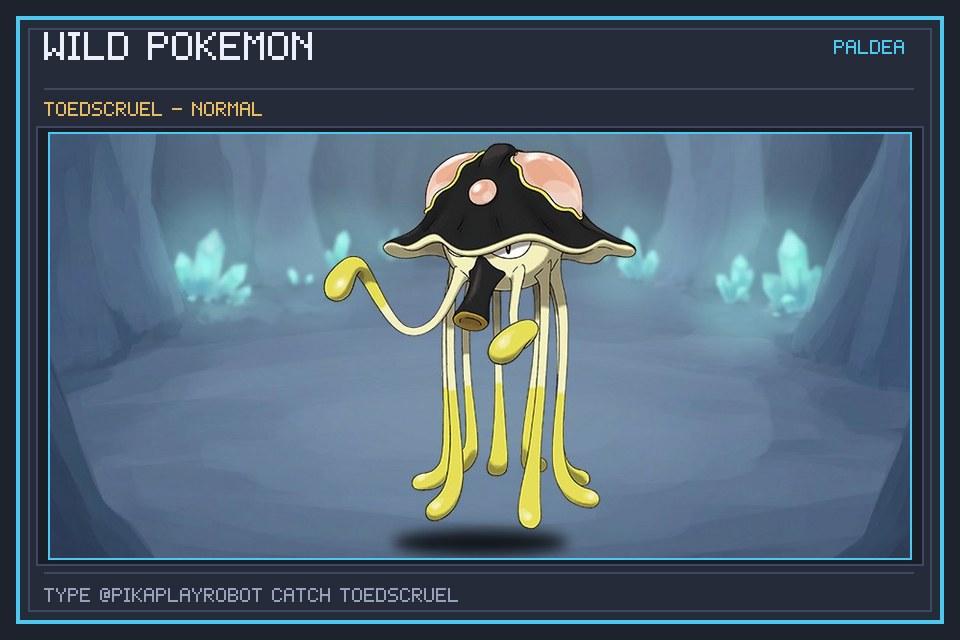 WILD POKEMON
PALDEA
TOEDSCRUEL - NORMAL
TYPE @PIKAPLAYROBOT CATCH TOEDSCRUEL